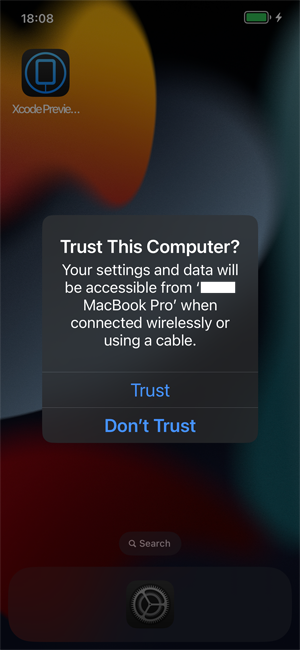 18:08
Xcode Previe...
Trust This Computer?
Your settings and data will
be accessible from ‘
MacBook Pro’ when
connected wirelessly or
using a cable.
Trust
Don’t Trust
Search